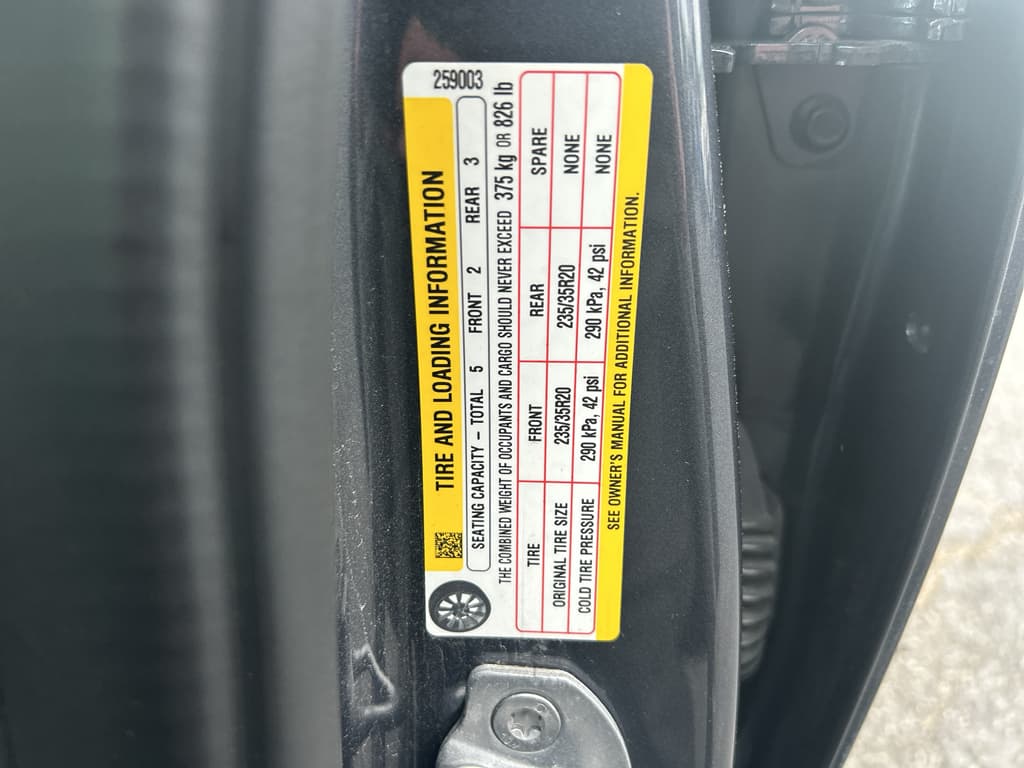 259003
TIRE AND LOADING INFORMATION
SEATING CAPACITY – TOTAL 5 FRONT 2 REAR 3
THE COMBINED WEIGHT OF OCCUPANTS AND CARGO SHOULD NEVER EXCEED 375 kg OR 826 lb
TIRE FRONT REAR SPARE
ORIGINAL TIRE SIZE 235/35R20 235/35R20 NONE
COLD TIRE PRESSURE 290 kPa, 42 psi 290 kPa, 42 psi NONE
SEE OWNER'S MANUAL FOR ADDITIONAL INFORMATION.